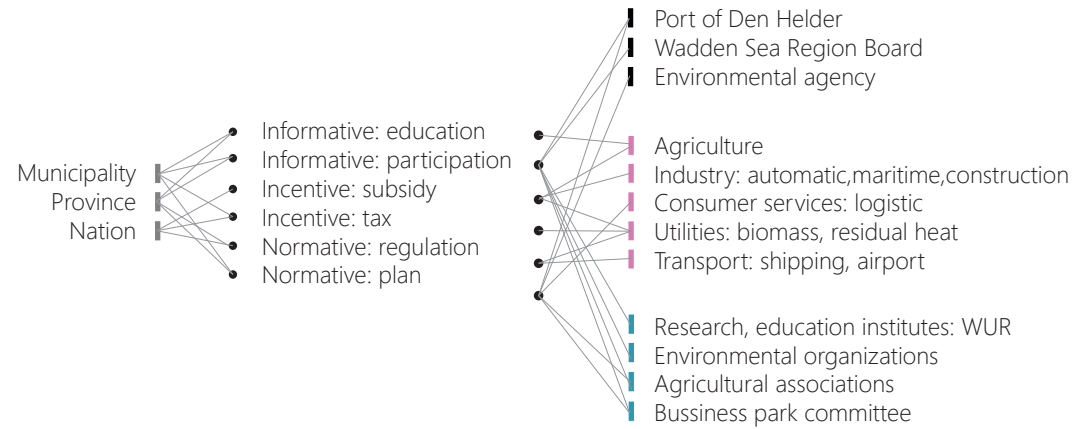 Municipality
Province
Nation
Informative: education
Informative: participation
Incentive: subsidy
Incentive: tax
Normative: regulation
Normative: plan
Port of Den Helder
Wadden Sea Region Board
Environmental agency
Agriculture
Industry: automatic,maritime,construction
Consumer services: logistic
Utilities: biomass, residual heat
Transport: shipping, airport
Research, education institutes: WUR
Environmental organizations
Agricultural associations
Bussiness park committee